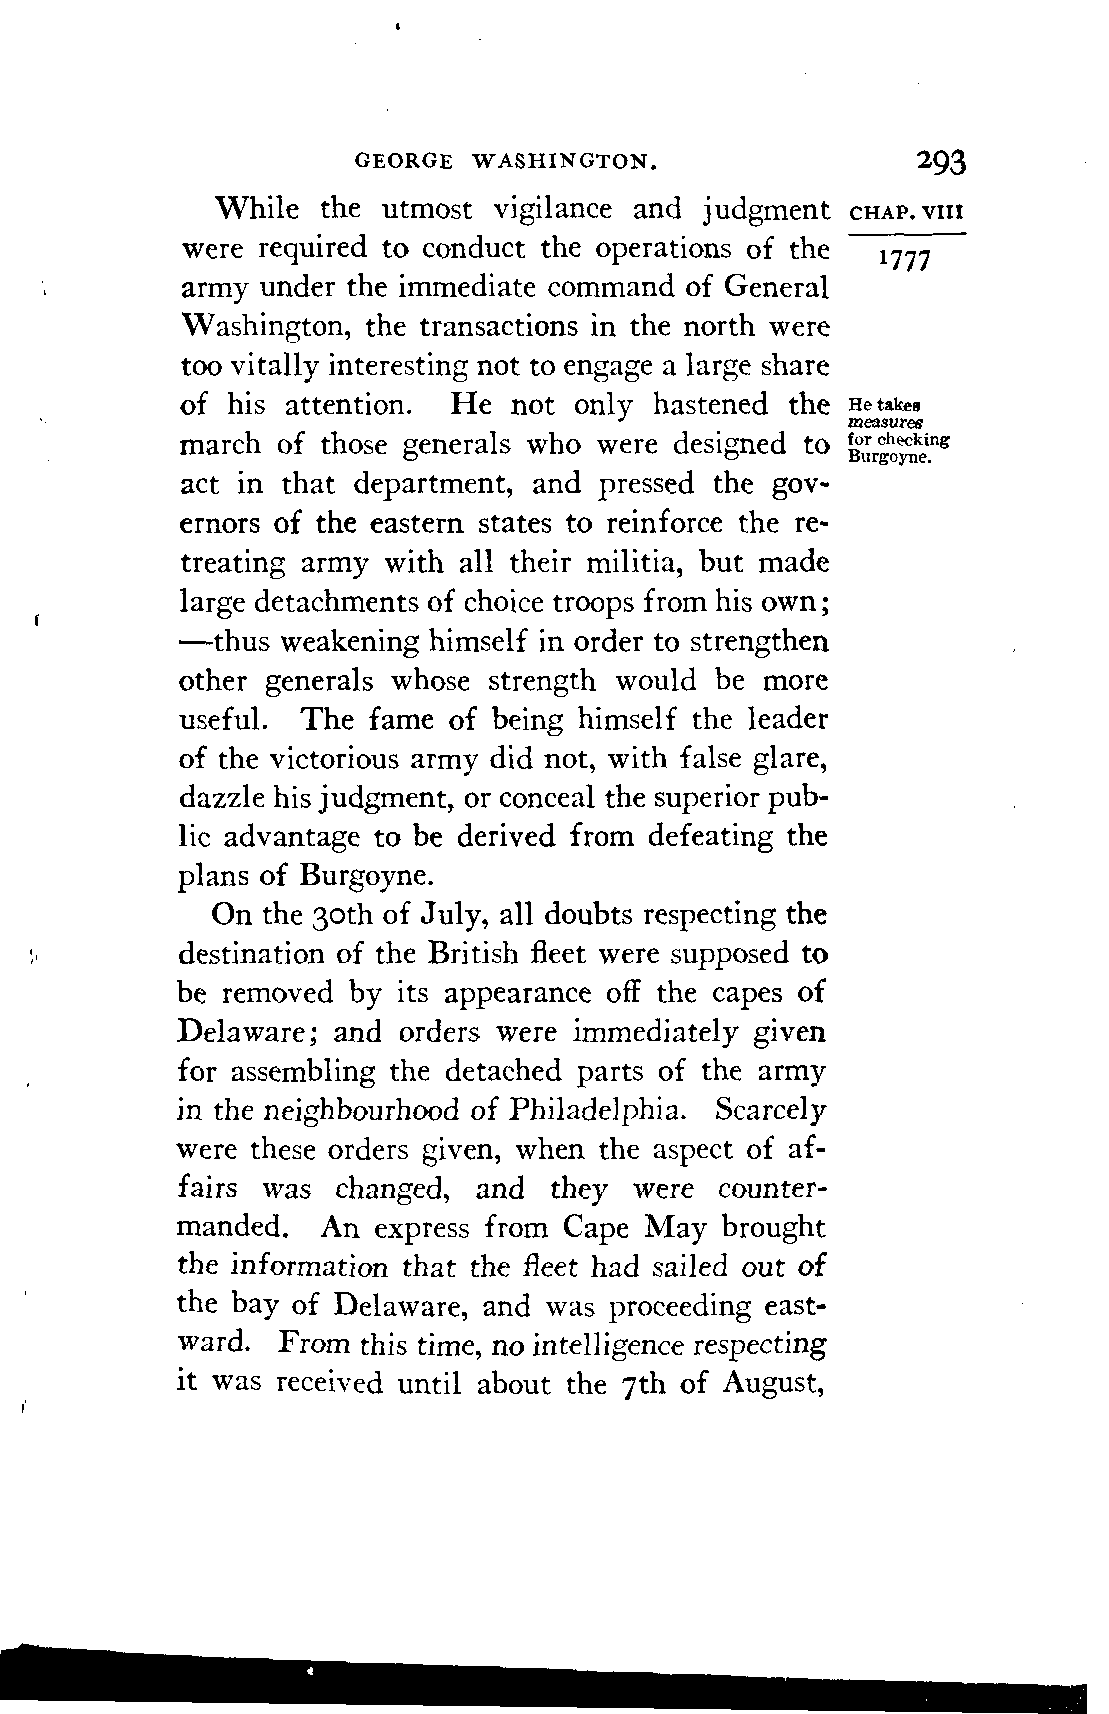 GEORGE WASHINGTON. 293
While the utmost vigilance and judgment
were required to conduct the operations of the
army under the immediate command of General
Washington, the transactions in the north were
too vitally interesting not to engage a large share
of his attention. He not only hastened the
march of those generals who were designed to
act in that department, and pressed the gov-
ernors of the eastern states to reinforce the re-
treating army with all their militia, but made
large detachments of choice troops from his own;
—thus weakening himself in order to strengthen
other generals whose strength would be more
useful. The fame of being himself the leader
of the victorious army did not, with false glare,
dazzle his judgment, or conceal the superior pub-
lic advantage to be derived from defeating the
plans of Burgoyne.
On the 30th of July, all doubts respecting the
destination of the British fleet were supposed to
be removed by its appearance off the capes of
Delaware; and orders were immediately given
for assembling the detached parts of the army
in the neighbourhood of Philadelphia. Scarcely
were these orders given, when the aspect of af-
fairs was changed, and they were counter-
manded. An express from Cape May brought
the information that the fleet had sailed out of
the bay of Delaware, and was proceeding east-
ward. From this time, no intelligence respecting
it was received until about the 7th of August,
CHAP. VIII
1777
He takes
measures
for checking
Burgoyne.